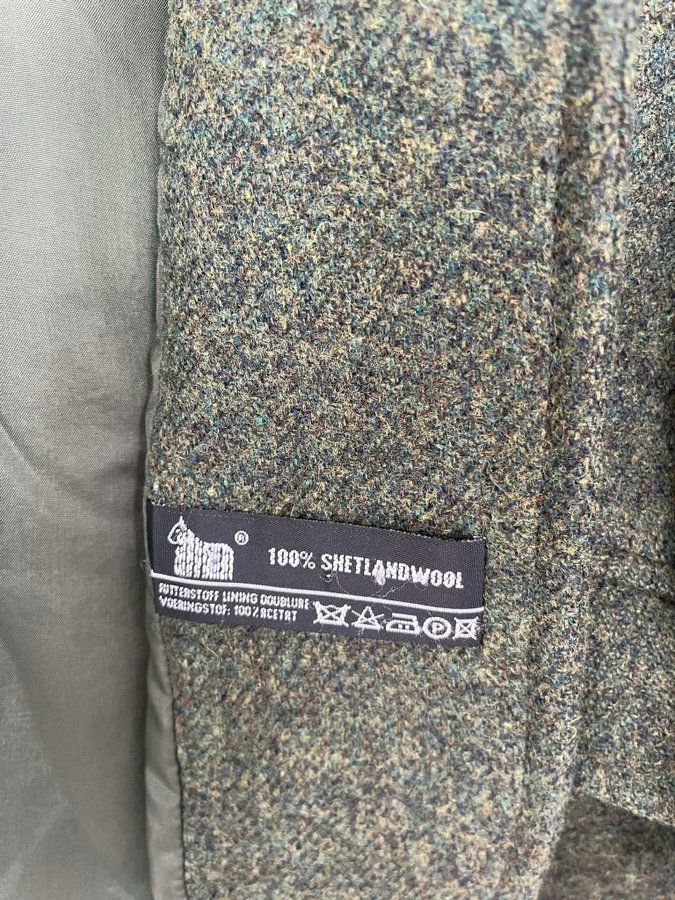 ®
100% SHETLANDWOOL
FUTTERSTOFF LINING DOUBLURE
VOERINGSTOF: 100% ACETAT
P